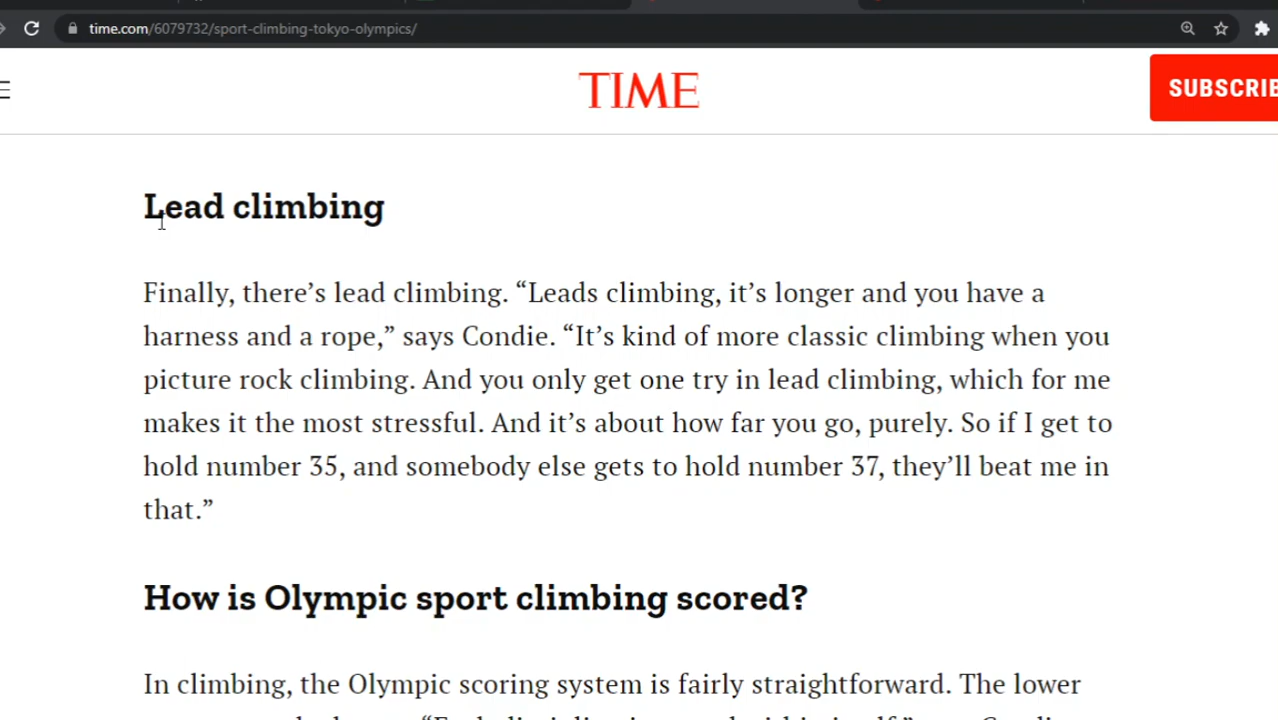 time.com/6079732/sport-climbing-tokyo-olympics/
TIME
SUBSCRIBE
Lead climbing
Finally, there’s lead climbing. “Leads climbing, it’s longer and you have a
harness and a rope,” says Condie. “It’s kind of more classic climbing when you
picture rock climbing. And you only get one try in lead climbing, which for me
makes it the most stressful. And it’s about how far you go, purely. So if I get to
hold number 35, and somebody else gets to hold number 37, they’ll beat me in
that.”
How is Olympic sport climbing scored?
In climbing, the Olympic scoring system is fairly straightforward. The lower